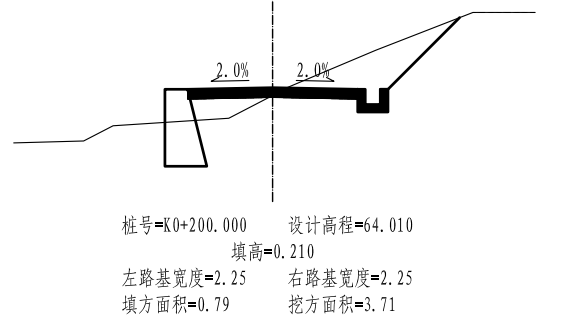 2.0% 2.0%
桩号=K0+200.000 设计高程=64.010
填高=0.210
左路基宽度=2.25 右路基宽度=2.25
填方面积=0.79 挖方面积=3.71